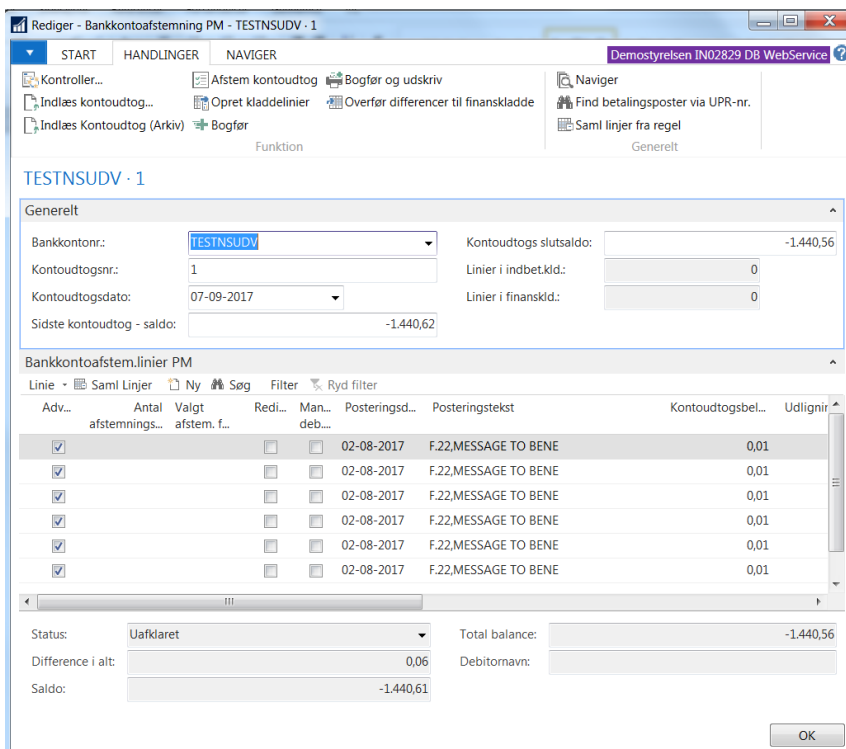 Rediger - Bankkontoafstemning PM - TESTNSUDV · 1
START HANDLINGER NAVIGER Demostyrelsen IN02829 DB WebService
Kontroller... Afstem kontoudtog Bogfør og udskriv Naviger
Indlæs kontoudtog... Opret kladdelinier Overfør differencer til finanskladde Find betalingsposter via UPR-nr.
Indlæs Kontoudtog (Arkiv) Bogfør Saml linjer fra regel
Funktion Generelt
TESTNSUDV · 1
Generelt
Bankkontonr.: TESTNSUDV Kontoudtogs slutsaldo: -1.440,56
Kontoudtogsnr.: 1 Linier i indbet.kld.: 0
Kontoudtogsdato: 07-09-2017 Linier i finanskld.: 0
Sidste kontoudtog - saldo: -1.440,62
Bankkontoafstem.linier PM
Linie Saml Linjer Ny Søg Filter Ryd filter
Adv... Antal Valgt Redi... Man... Posteringsd... Posteringstekst Kontoudtogsbel... Udlignin
afstemnings... afstem. f... deb....
02-08-2017 F.22,MESSAGE TO BENE 0,01
02-08-2017 F.22,MESSAGE TO BENE 0,01
02-08-2017 F.22,MESSAGE TO BENE 0,01
02-08-2017 F.22,MESSAGE TO BENE 0,01
02-08-2017 F.22,MESSAGE TO BENE 0,01
02-08-2017 F.22,MESSAGE TO BENE 0,01
Status: Uafklaret Total balance: -1.440,56
Difference i alt: 0,06 Debitornavn:
Saldo: -1.440,61
OK